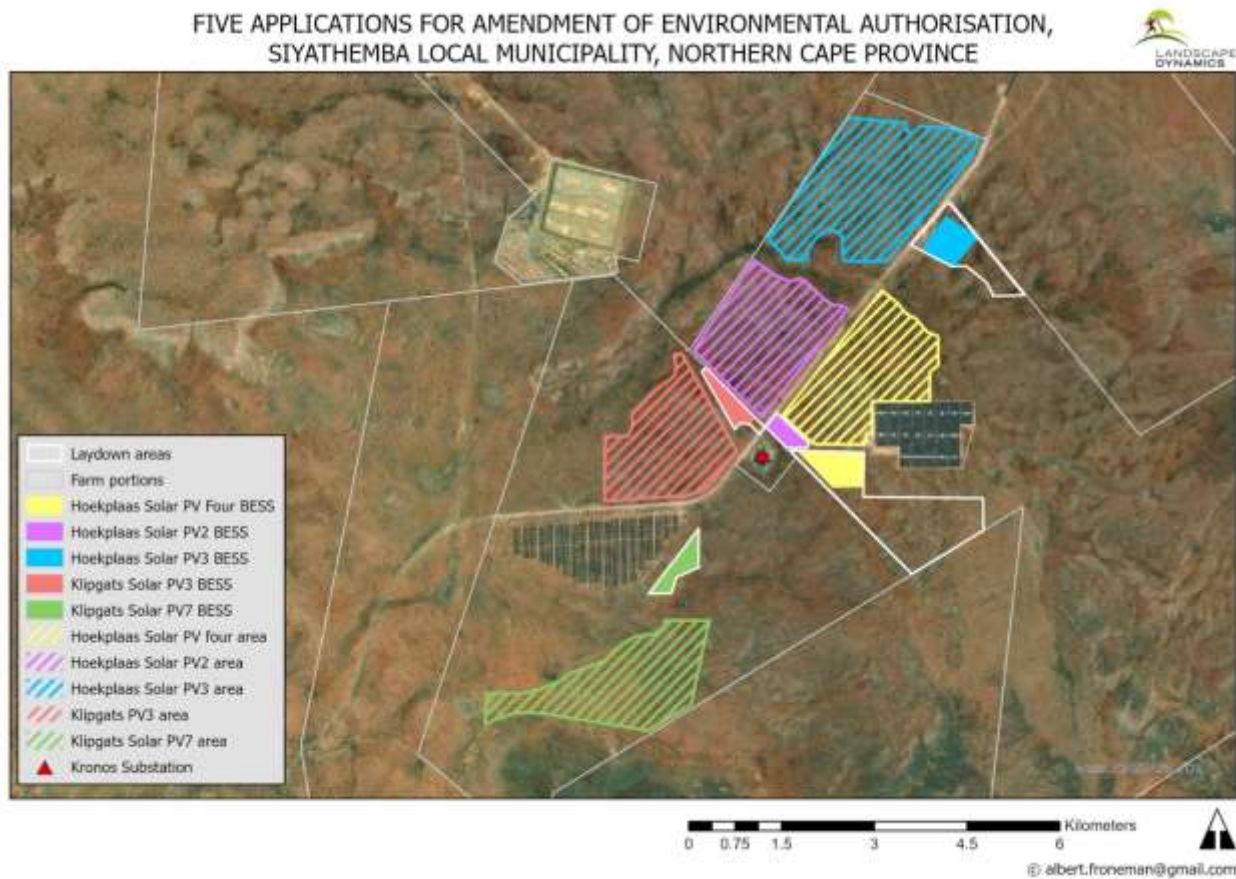 FIVE APPLICATIONS FOR AMENDMENT OF ENVIRONMENTAL AUTHORISATION,
SIYATHEMBA LOCAL MUNICIPALITY, NORTHERN CAPE PROVINCE
LANDSCAPE
DYNAMICS
Laydown areas
Farm portions
Hoekplaas Solar PV Four BESS
Hoekplaas Solar PV2 BESS
Hoekplaas Solar PV3 BESS
Klipgats Solar PV3 BESS
Klipgats Solar PV7 BESS
Hoekplaas Solar PV four area
Hoekplaas Solar PV2 area
Hoekplaas Solar PV3 area
Klipgats PV3 area
Klipgats Solar PV7 area
Kronos Substation
Kilometers
0 0.75 1.5 3 4.5 6
© albert.froneman@gmail.com